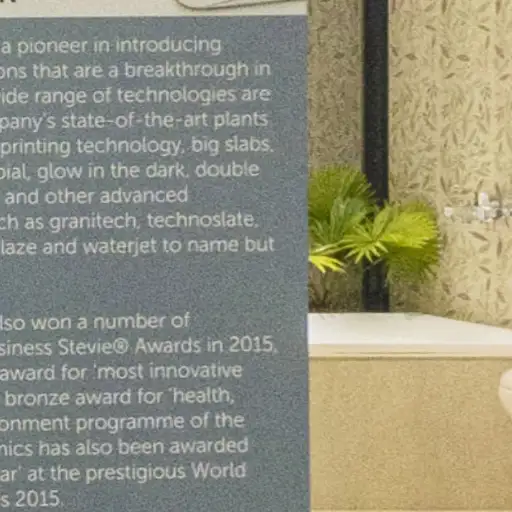 a pioneer in introducing
ons that are a breakthrough in
ide range of technologies are
pany's state-of-the-art plants
printing technology, big slabs,
bial, glow in the dark, double
and other advanced
ch as granitech, technoslate,
laze and waterjet to name but
lso won a number of
siness Stevie® Awards in 2015,
award for 'most innovative
bronze award for 'health,
onment programme of the
mics has also been awarded
ar' at the prestigious World
s 2015.